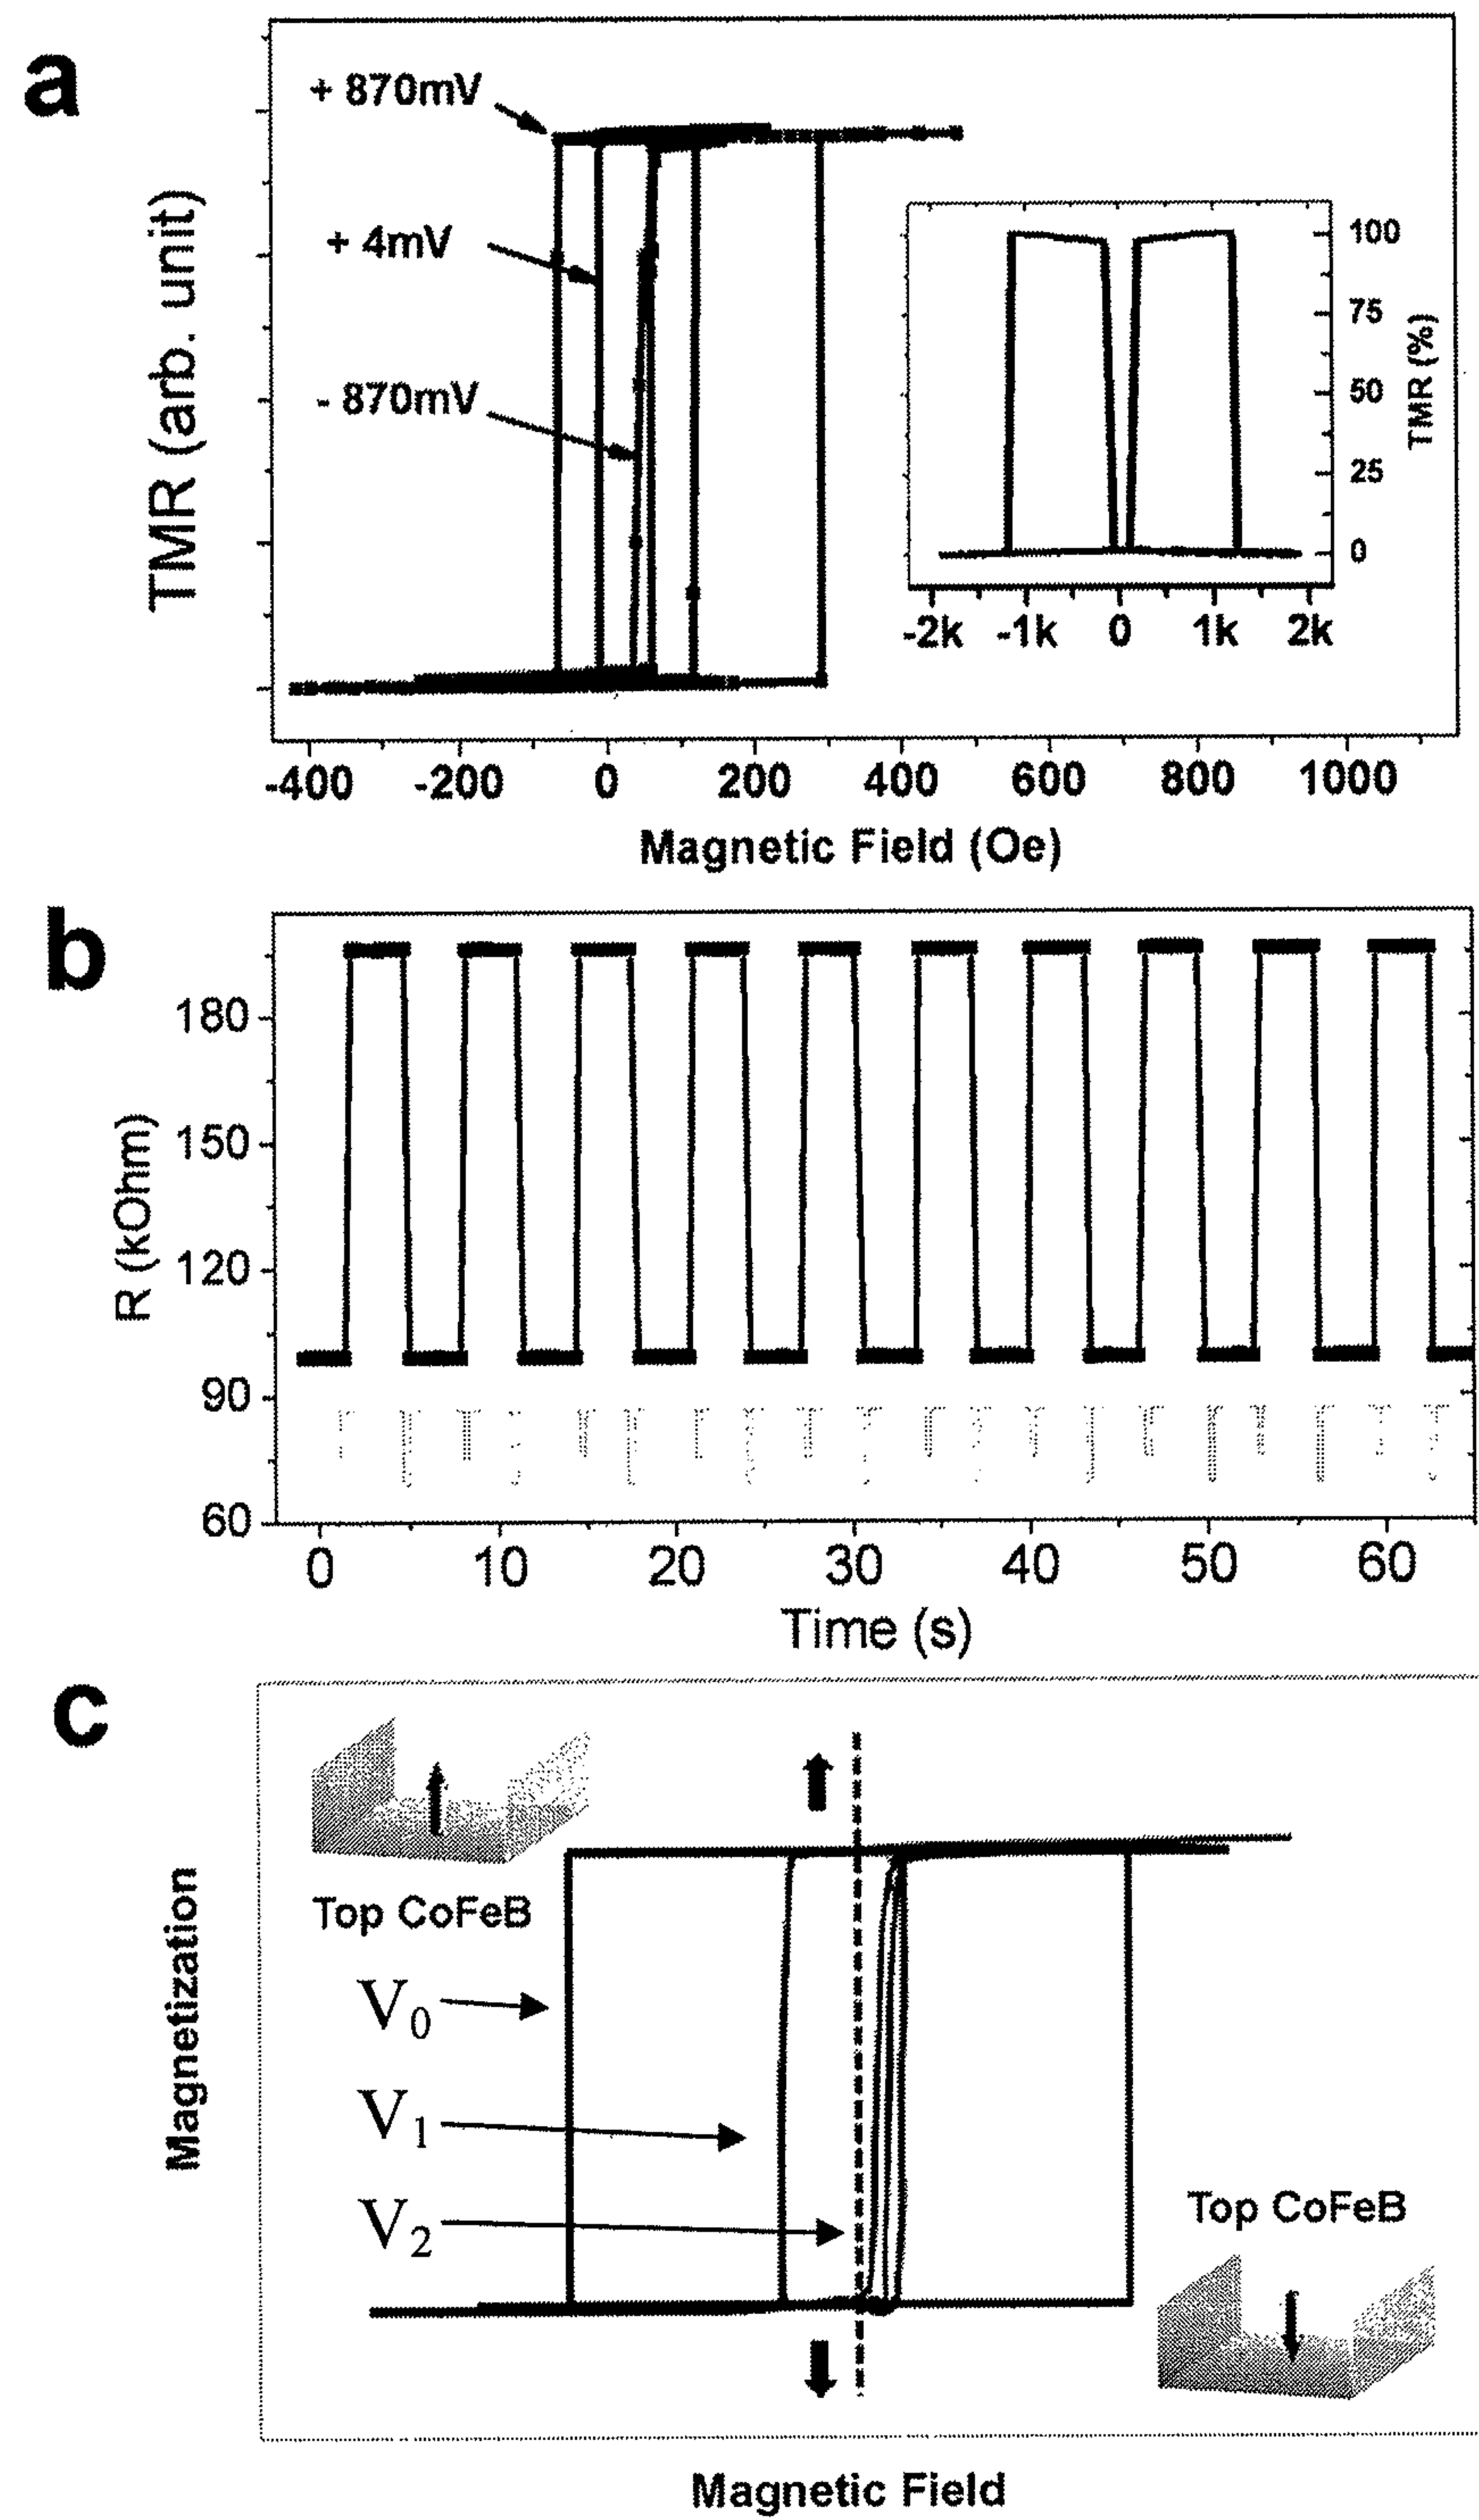 a
+ 870mV
+ 4mV
- 870mV
TMR (arb. unit)
100
75
50
25
0
TMR (%)
-2k -1k 0 1k 2k
-400 -200 0 200 400 600 800 1000
Magnetic Field (Oe)
b
180
150
120
90
60
R (kOhm)
0 10 20 30 40 50 60
Time (s)
c
Top CoFeB
V0
V1
V2
Top CoFeB
Magnetization
Magnetic Field